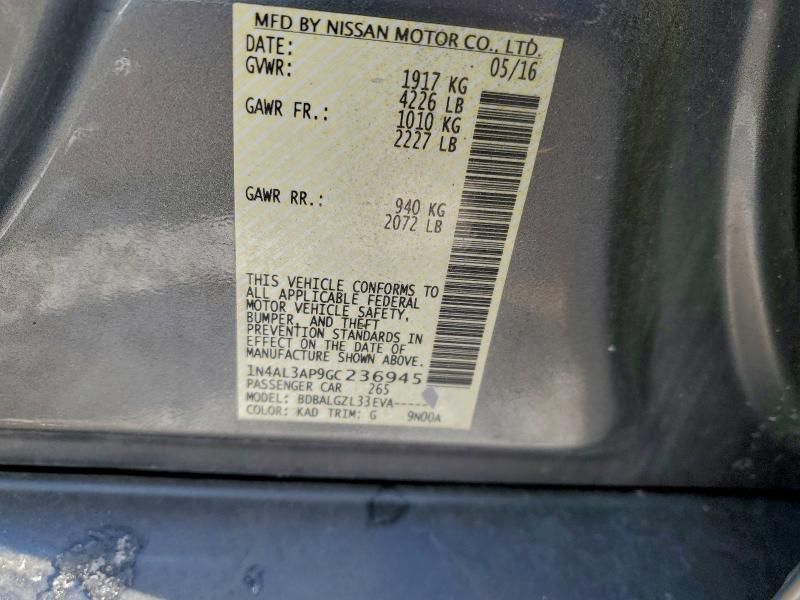 MFD BY NISSAN MOTOR CO., LTD.
DATE: 05/16
GVWR: 1917 KG
4226 LB
GAWR FR.: 1010 KG
2227 LB
GAWR RR.: 940 KG
2072 LB
THIS VEHICLE CONFORMS TO
ALL APPLICABLE FEDERAL
MOTOR VEHICLE SAFETY,
BUMPER, AND THEFT
PREVENTION STANDARDS IN
EFFECT ON THE DATE OF
MANUFACTURE SHOWN ABOVE.
1N4AL3AP9GC236945
PASSENGER CAR 265
MODEL: BDBALGZL33EVA-----
COLOR: KAD TRIM: G 9N00A